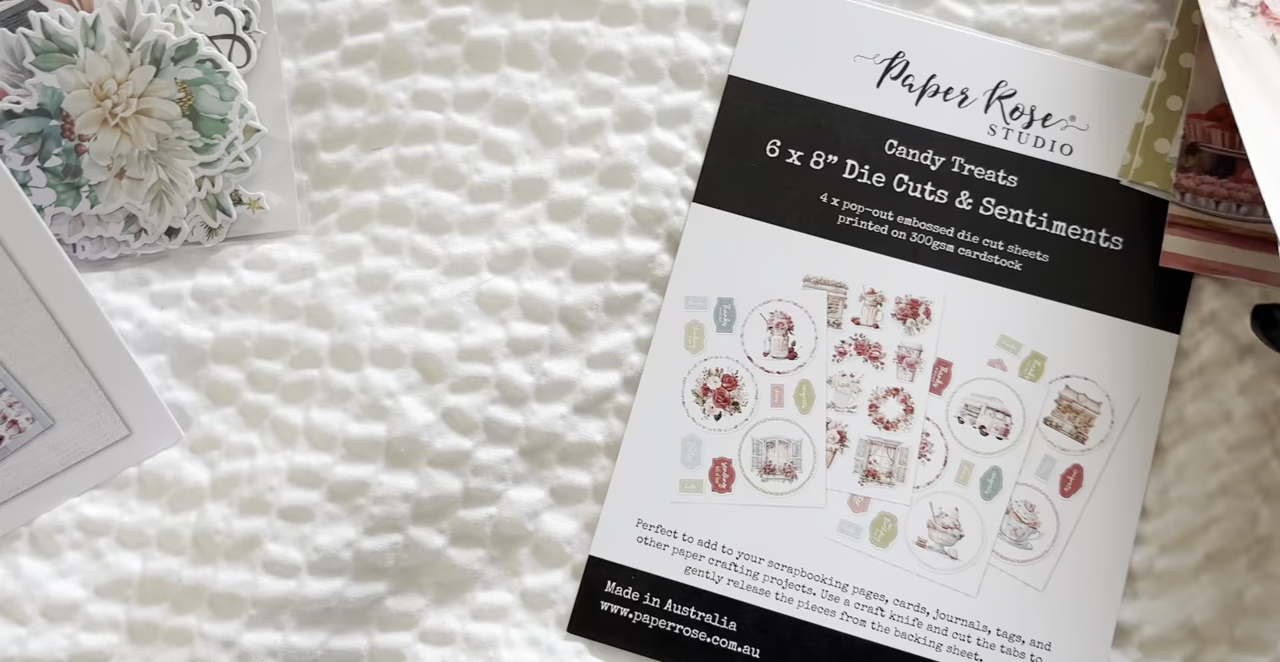 &
Paper Rose®
STUDIO
Candy Treats
6 x 8” Die Cuts & Sentiments
4 x pop-out embossed die cut sheets
printed on 300gsm cardstock
Perfect to add to your scrapbooking pages, cards, journals, tags, and
other paper crafting projects. Use a craft knife and cut the tabs to
gently release the pieces from the backing sheet.
Made in Australia
www.paperrose.com.au